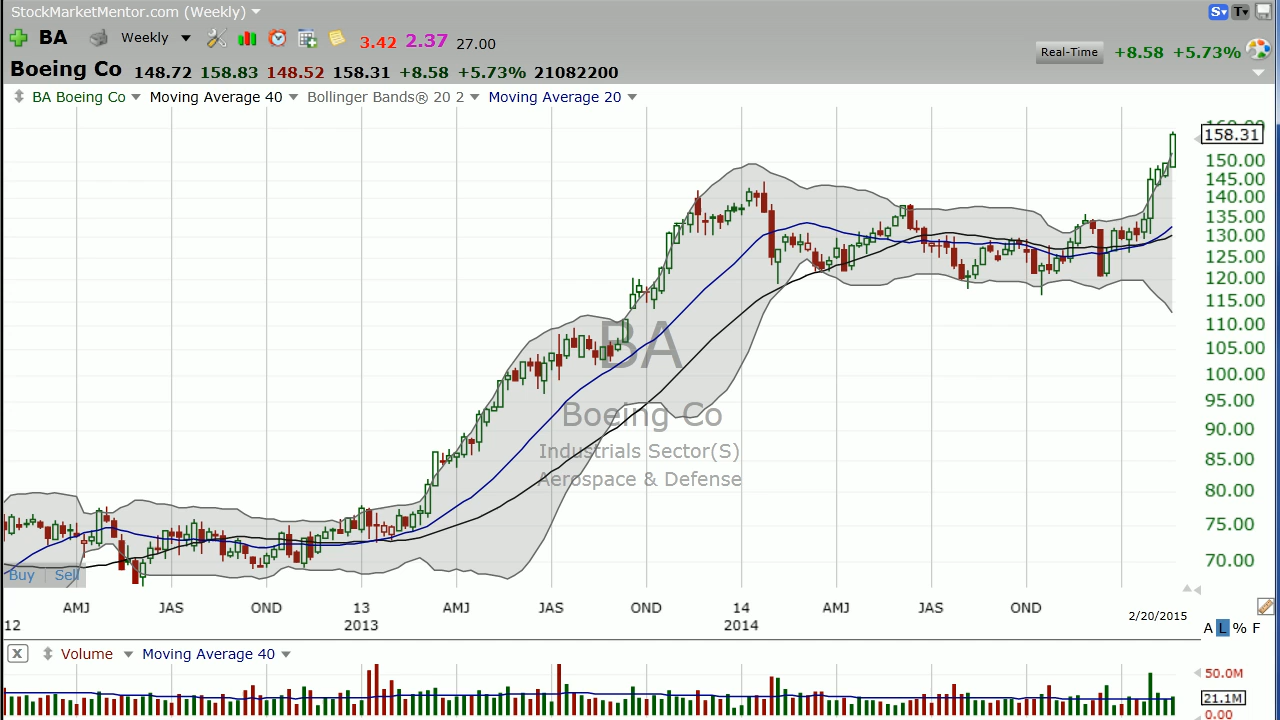 StockMarketMentor.com (Weekly)
S T
BA Weekly 3.42 2.37 27.00
Real-Time +8.58 +5.73%
Boeing Co 148.72 158.83 148.52 158.31 +8.58 +5.73% 21082200
BA Boeing Co Moving Average 40 Bollinger Bands® 20 2 Moving Average 20
160.00
158.31
150.00
145.00
140.00
135.00
130.00
125.00
120.00
115.00
110.00
105.00
100.00
95.00
90.00
85.00
80.00
75.00
70.00
BA
Boeing Co
Industrials Sector(S)
Aerospace & Defense
Buy Sell
AMJ JAS OND 13 AMJ JAS OND 14 AMJ JAS OND 2/20/2015
12 2013 2014
A L % F
X Volume Moving Average 40
50.0M
21.1M
0.00